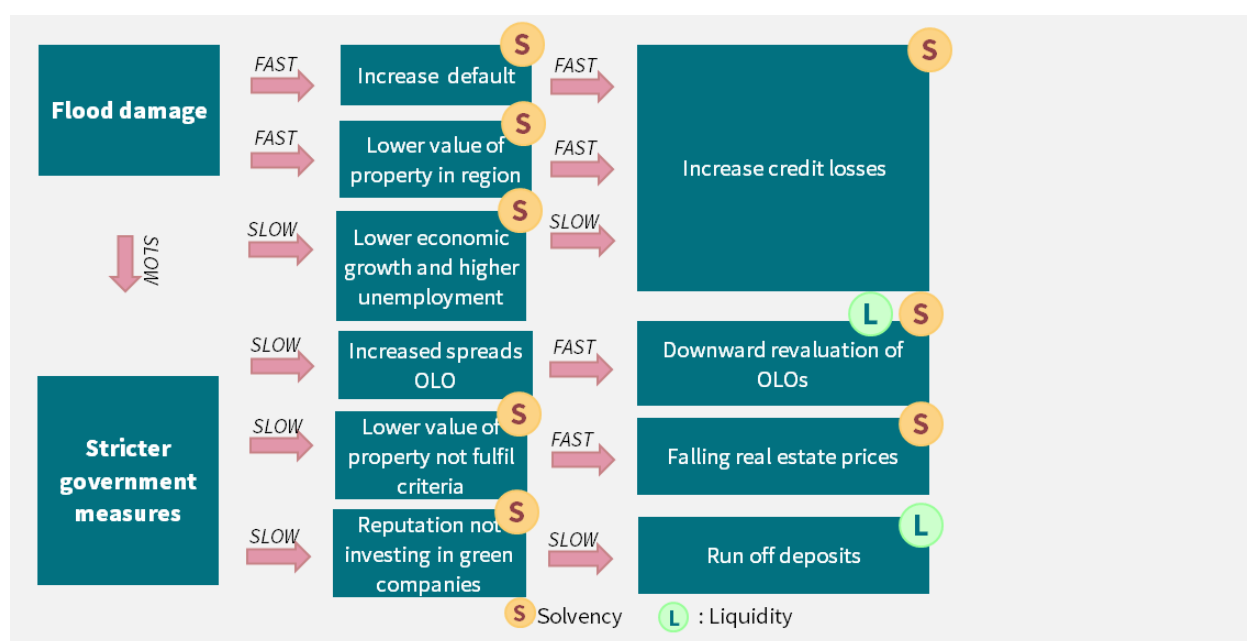 S
S
FAST
FAST
Flood damage
Increase default
S
FAST
FAST
Lower value of
property in region
Increase credit losses
S
SLOW
SLOW
SLOW
Lower economic
growth and higher
unemployment
L
S
SLOW
Increased spreads
OLO
FAST
Downward revaluation of
OLOs
S
S
Stricter
government
measures
SLOW
Lower value of
property not fulfil
criteria
FAST
Falling real estate prices
S
L
SLOW
Reputation not
investing in green
companies
SLOW
Run off deposits
S Solvency
L : Liquidity